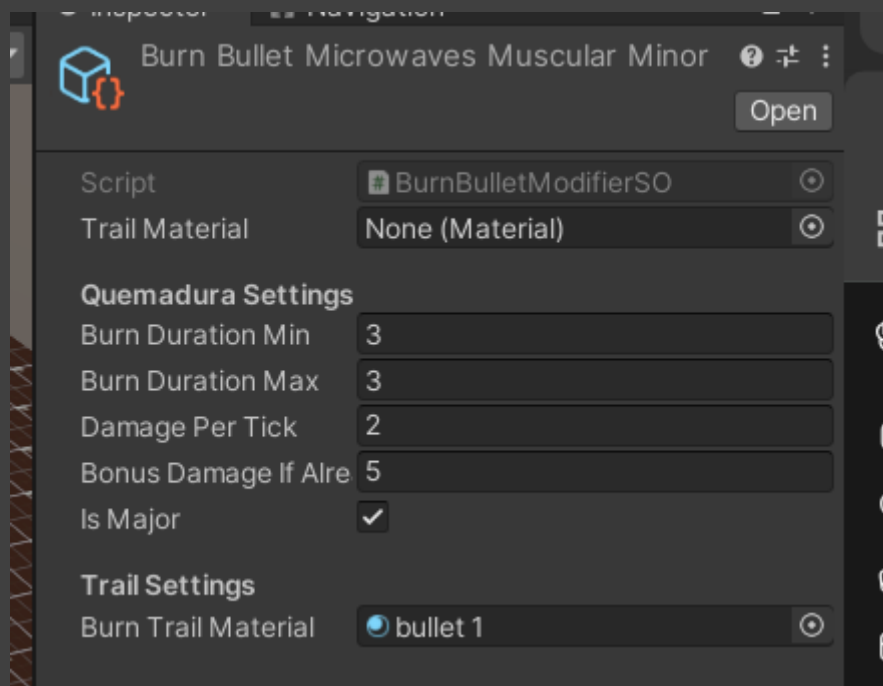 Inspector Navigation
Burn Bullet Microwaves Muscular Minor
Open
Script # BurnBulletModifierSO
Trail Material None (Material)
Quemadura Settings
Burn Duration Min 3
Burn Duration Max 3
Damage Per Tick 2
Bonus Damage If Alre 5
Is Major
Trail Settings
Burn Trail Material bullet 1